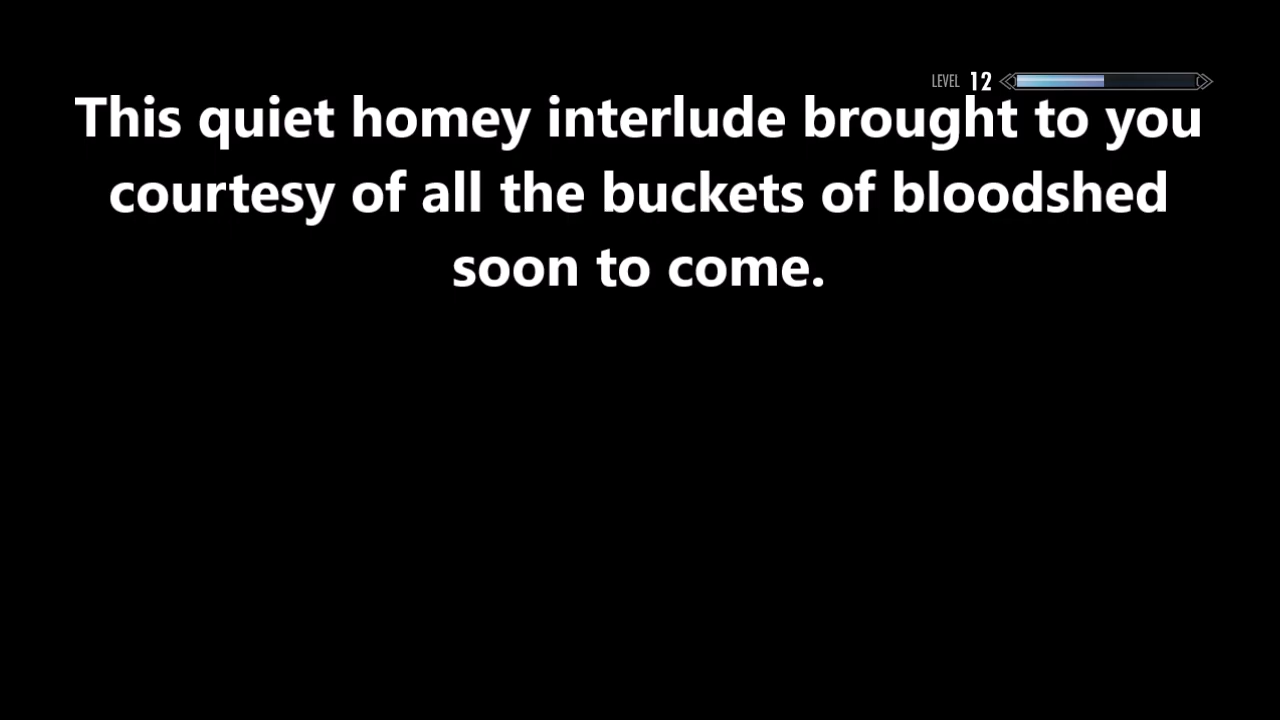 LEVEL 12
This quiet homey interlude brought to you
courtesy of all the buckets of bloodshed
soon to come.